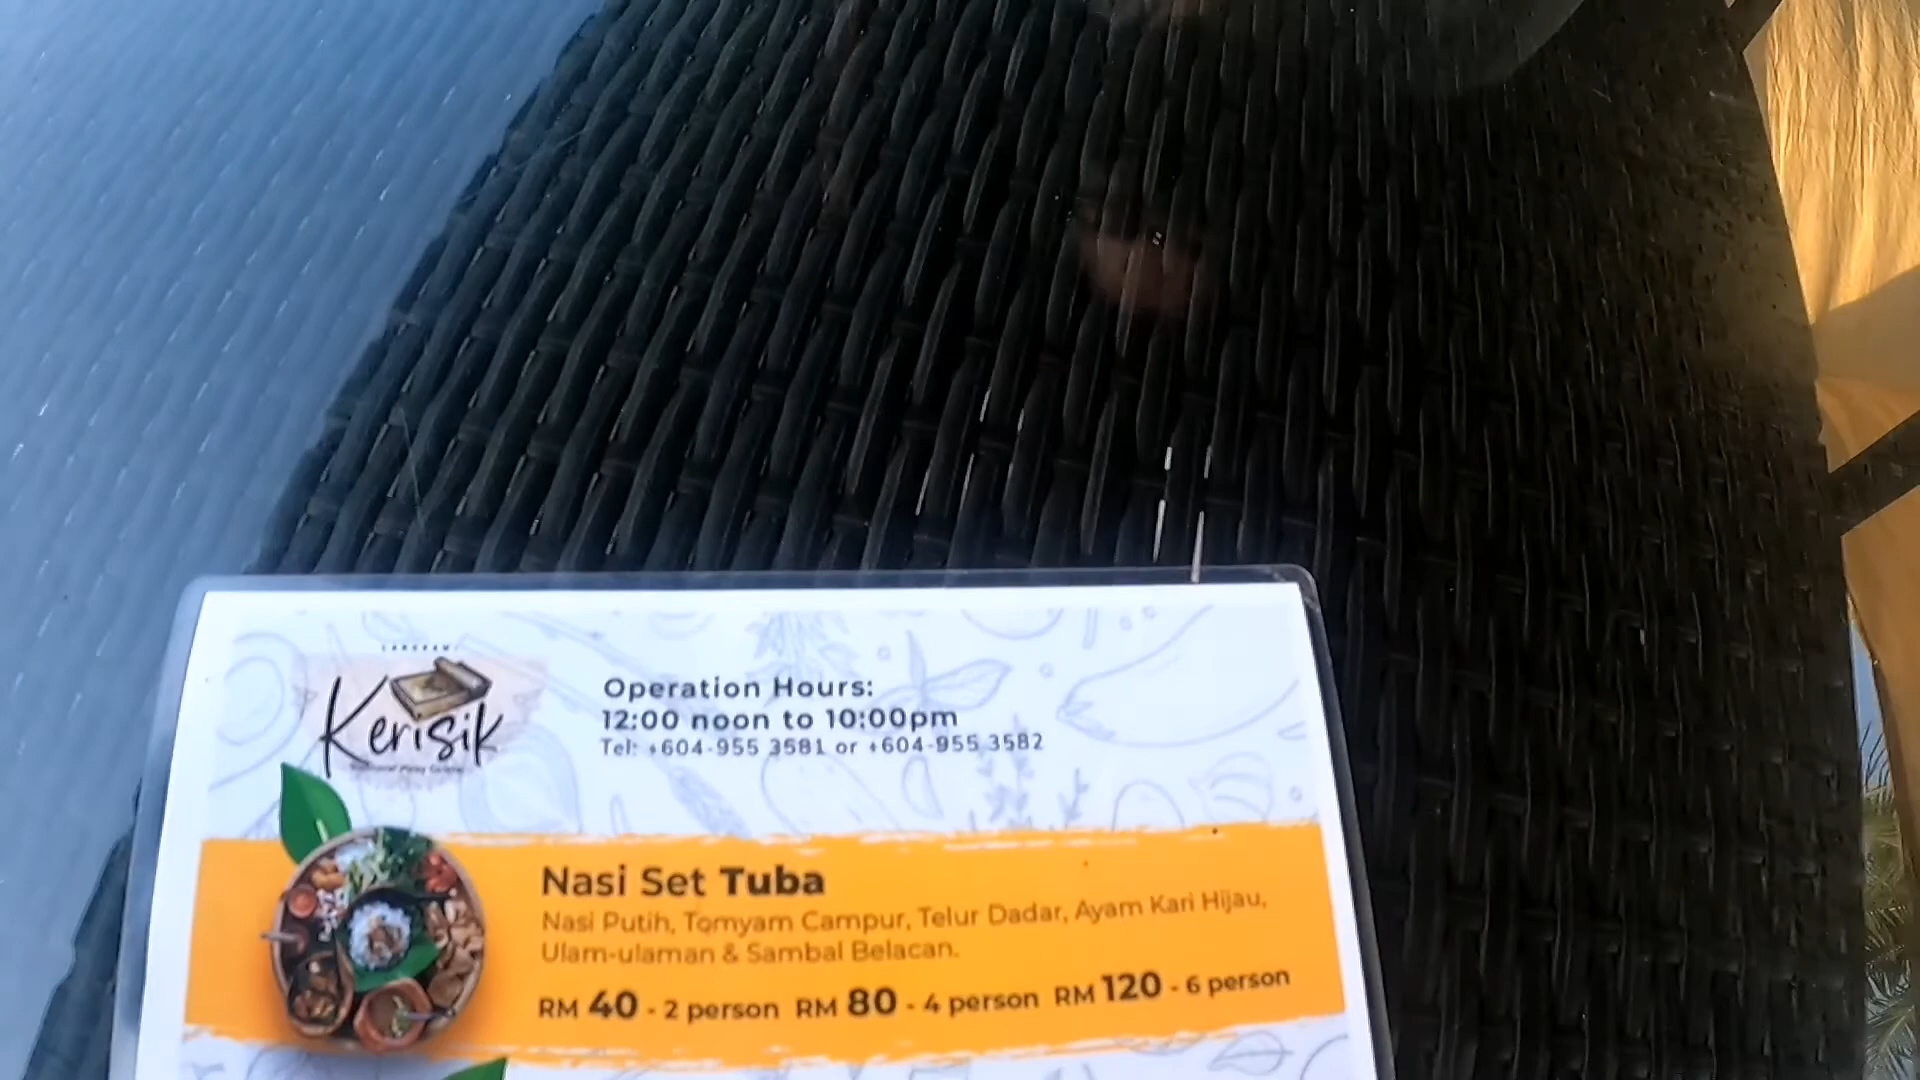 LANGKAWI
Kerisik
Operation Hours:
12:00 noon to 10:00pm
Tel: +604-955 3581 or +604-955 3582
Nasi Set Tuba
Nasi Putih, Tomyam Campur, Telur Dadar, Ayam Kari Hijau,
Ulam-ulaman & Sambal Belacan.
RM 40 - 2 person RM 80 - 4 person RM 120 - 6 person